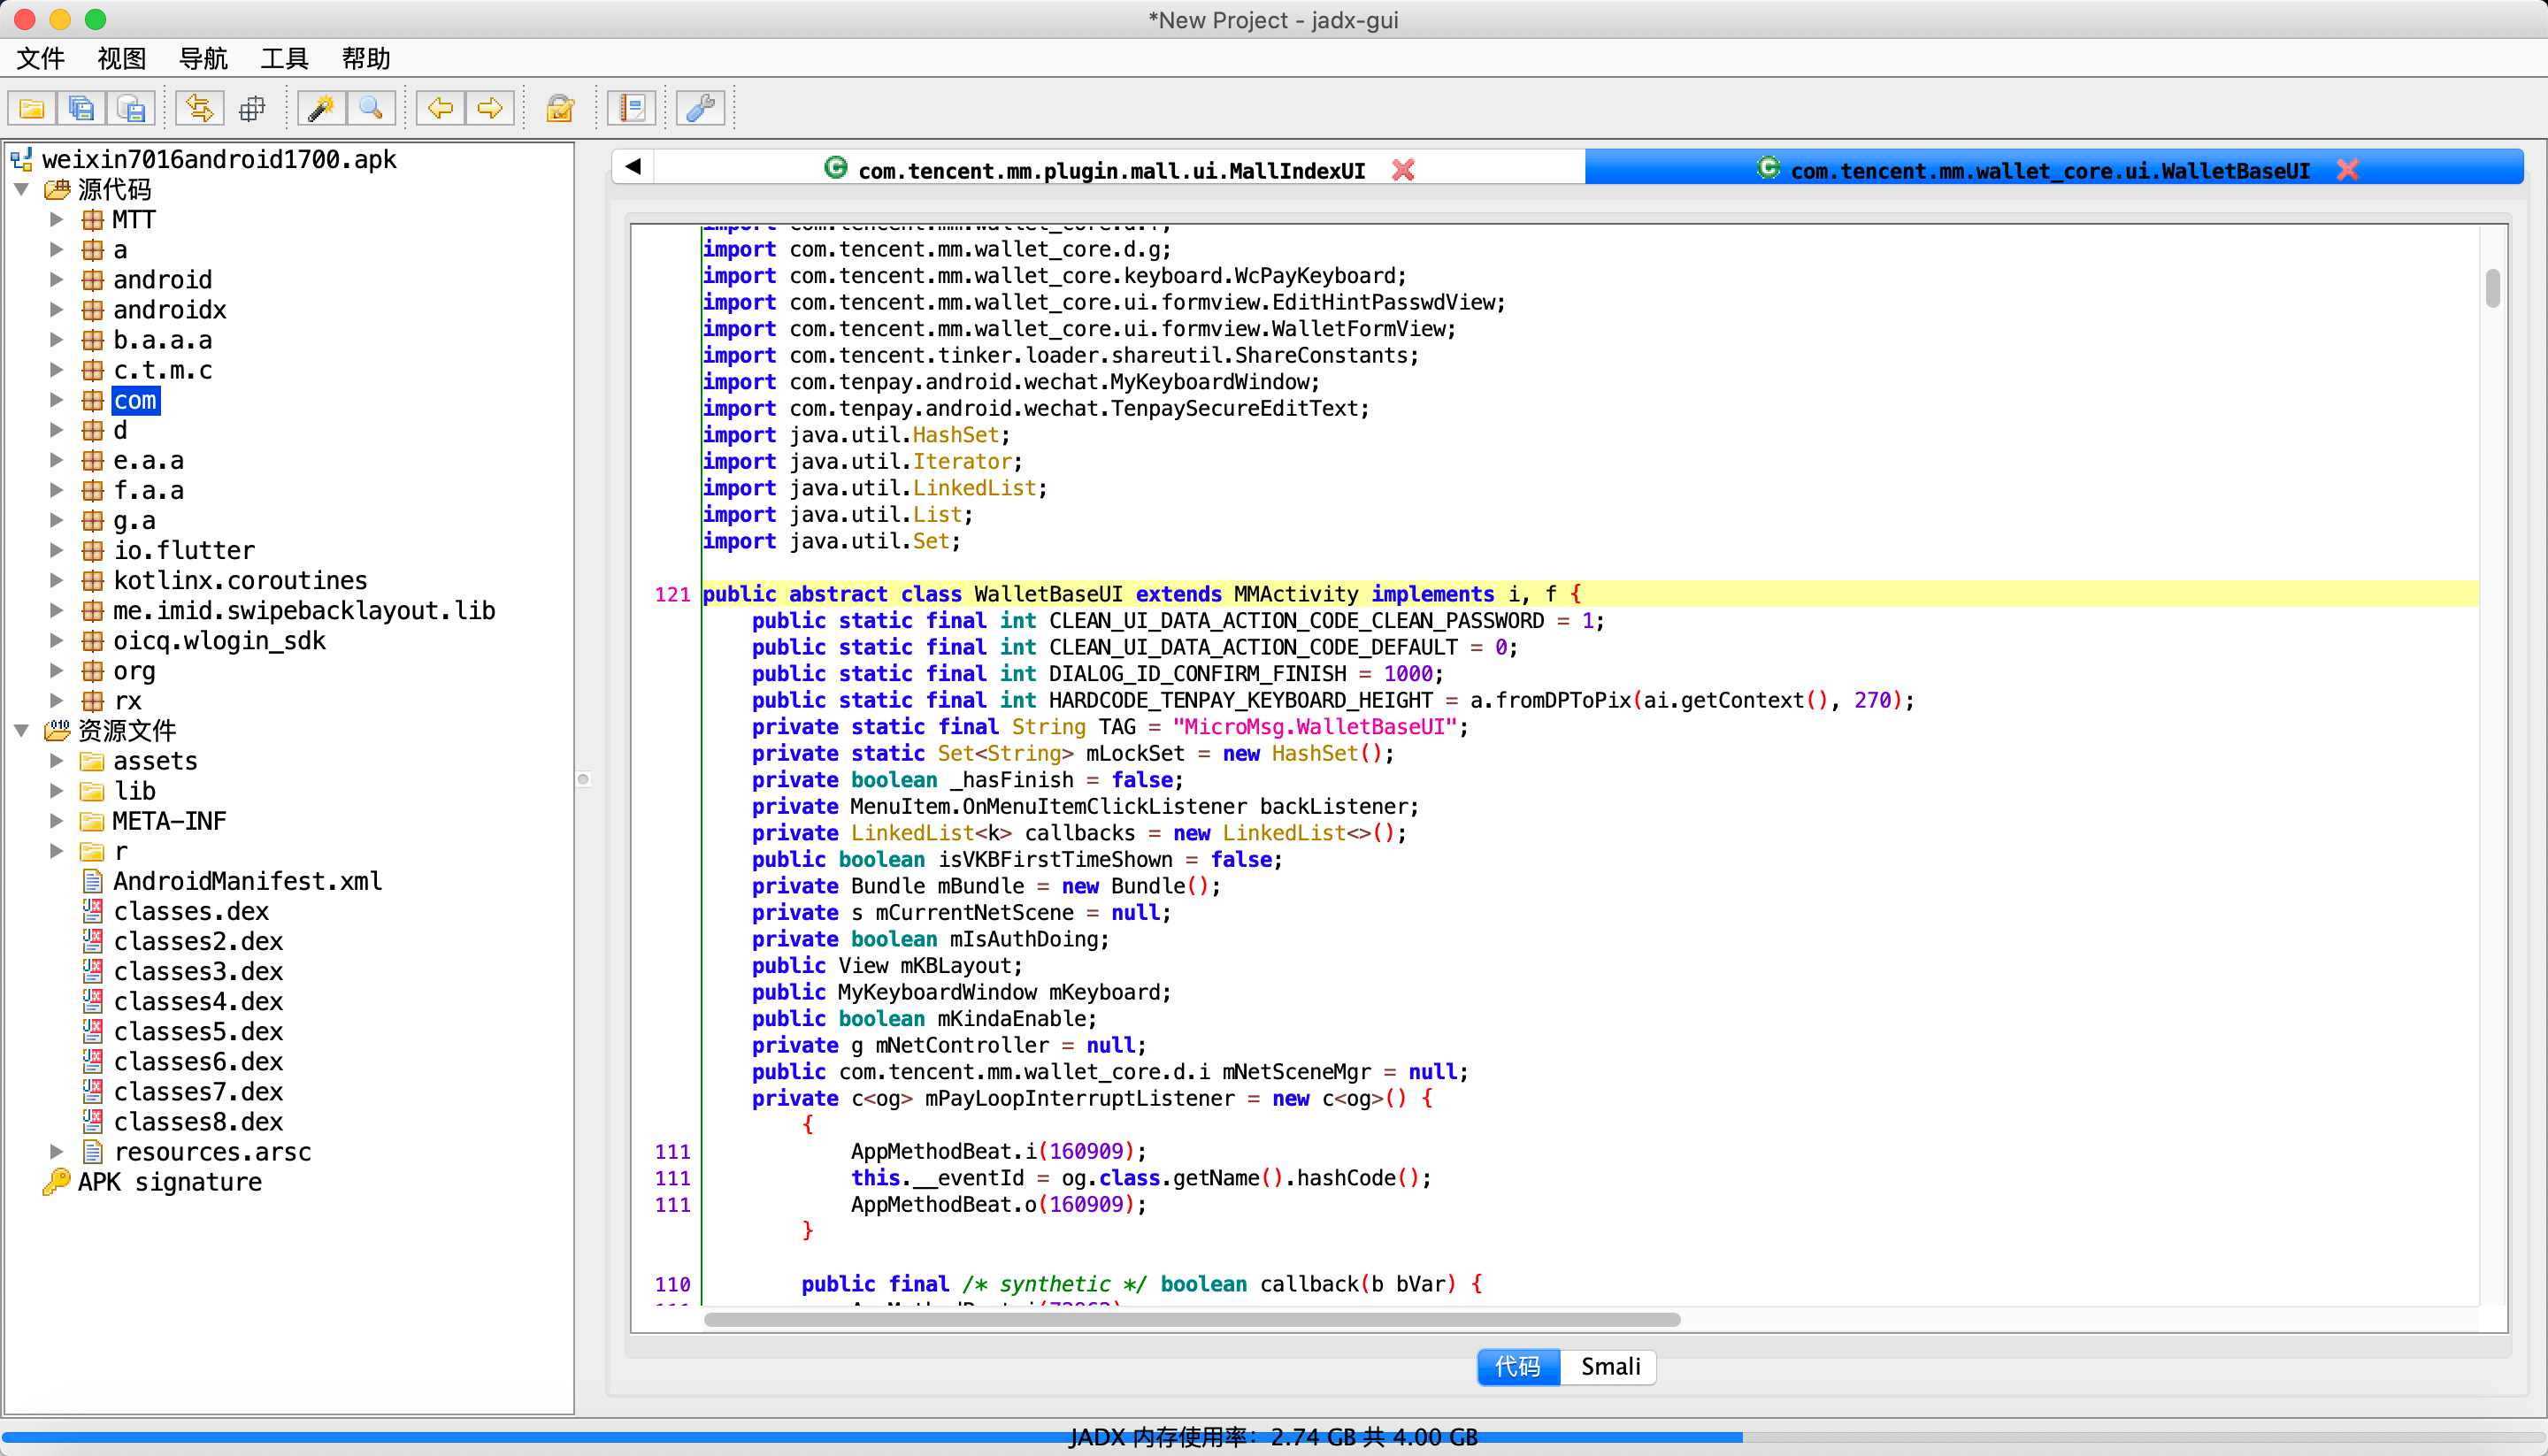 *New Project - jadx-gui
文件 视图 导航 工具 帮助
weixin7016android1700.apk
源代码
MTT
a
android
androidx
b.a.a.a
c.t.m.c
com
d
e.a.a
f.a.a
g.a
io.flutter
kotlinx.coroutines
me.imid.swipebacklayout.lib
oicq.wlogin_sdk
org
rx
资源文件
assets
lib
META-INF
r
AndroidManifest.xml
classes.dex
classes2.dex
classes3.dex
classes4.dex
classes5.dex
classes6.dex
classes7.dex
classes8.dex
resources.arsc
APK signature
com.tencent.mm.plugin.mall.ui.MallIndexUI
com.tencent.mm.wallet_core.ui.WalletBaseUI
import com.tencent.mm.wallet_core.d.g;
import com.tencent.mm.wallet_core.keyboard.WcPayKeyboard;
import com.tencent.mm.wallet_core.ui.formview.EditHintPasswdView;
import com.tencent.mm.wallet_core.ui.formview.WalletFormView;
import com.tencent.tinker.loader.shareutil.ShareConstants;
import com.tenpay.android.wechat.MyKeyboardWindow;
import com.tenpay.android.wechat.TenpaySecureEditText;
import java.util.HashSet;
import java.util.Iterator;
import java.util.LinkedList;
import java.util.List;
import java.util.Set;
121 public abstract class WalletBaseUI extends MMActivity implements i, f {
public static final int CLEAN_UI_DATA_ACTION_CODE_CLEAN_PASSWORD = 1;
public static final int CLEAN_UI_DATA_ACTION_CODE_DEFAULT = 0;
public static final int DIALOG_ID_CONFIRM_FINISH = 1000;
public static final int HARDCODE_TENPAY_KEYBOARD_HEIGHT = a.fromDPToPix(ai.getContext(), 270);
private static final String TAG = "MicroMsg.WalletBaseUI";
private static Set<String> mLockSet = new HashSet();
private boolean _hasFinish = false;
private MenuItem.OnMenuItemClickListener backListener;
private LinkedList<k> callbacks = new LinkedList<>();
public boolean isVKBFirstTimeShown = false;
private Bundle mBundle = new Bundle();
private s mCurrentNetScene = null;
private boolean mIsAuthDoing;
public View mKBLayout;
public MyKeyboardWindow mKeyboard;
public boolean mKindaEnable;
private g mNetController = null;
public com.tencent.mm.wallet_core.d.i mNetSceneMgr = null;
private c<og> mPayLoopInterruptListener = new c<og>() {
{
111 AppMethodBeat.i(160909);
111 this.__eventId = og.class.getName().hashCode();
111 AppMethodBeat.o(160909);
}
110 public final /* synthetic */ boolean callback(b bVar) {
代码 Smali
JADX 内存使用率：2.74 GB 共 4.00 GB